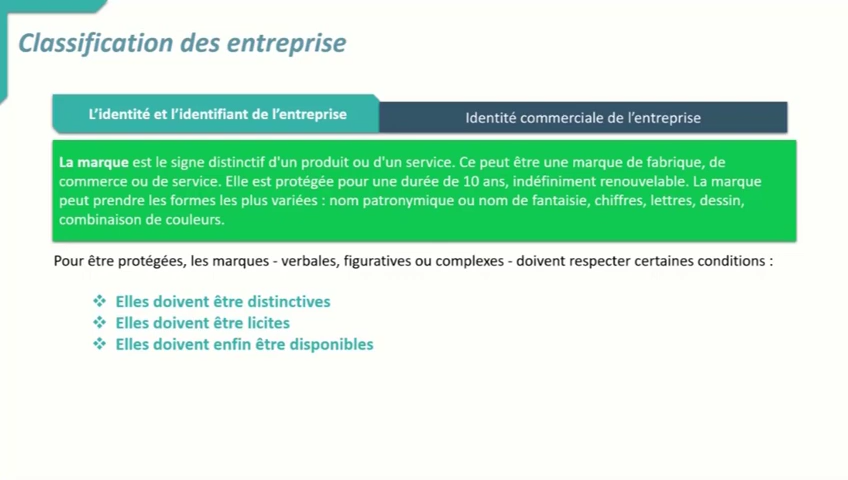 Classification des entreprise
L'identité et l'identifiant de l'entreprise
Identité commerciale de l'entreprise
La marque est le signe distinctif d'un produit ou d'un service. Ce peut être une marque de fabrique, de
commerce ou de service. Elle est protégée pour une durée de 10 ans, indéfiniment renouvelable. La marque
peut prendre les formes les plus variées : nom patronymique ou nom de fantaisie, chiffres, lettres, dessin,
combinaison de couleurs.
Pour être protégées, les marques - verbales, figuratives ou complexes - doivent respecter certaines conditions :
❖ Elles doivent être distinctives
❖ Elles doivent être licites
❖ Elles doivent enfin être disponibles